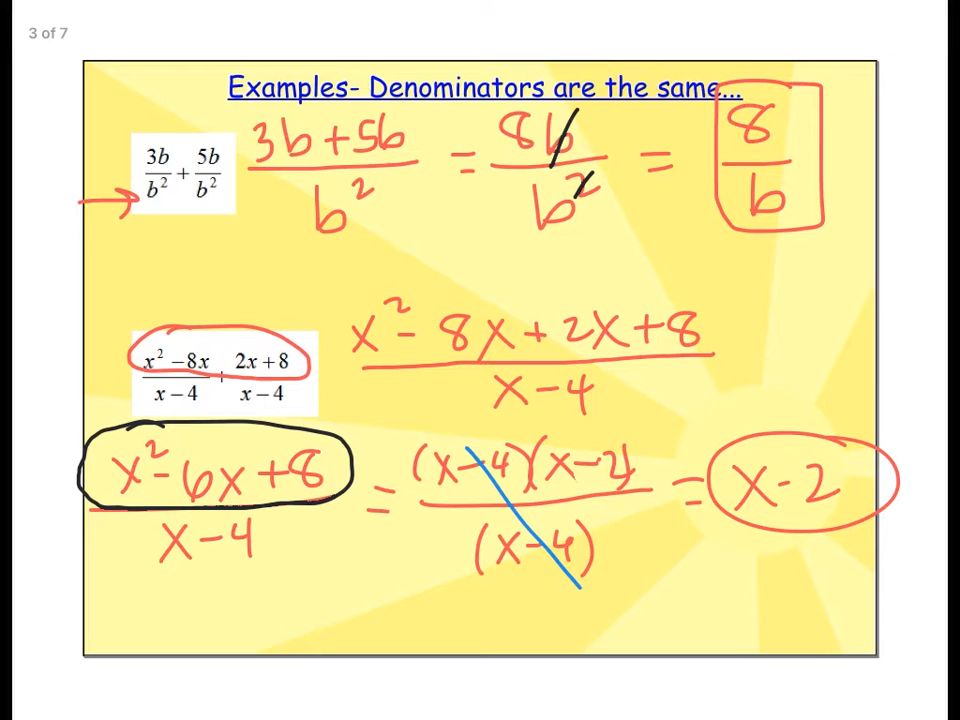 3 of 7
Examples- Denominators are the same...
3b/b² + 5b/b² (3b+5b)/b² = 8b/b² = 8/b
(x² − 8x)/(x − 4) + (2x + 8)/(x − 4) (x² - 8x + 2x + 8)/(x - 4)
(x² - 6x + 8)/(x - 4) = (x-4)(x-2)/(x-4) = x-2